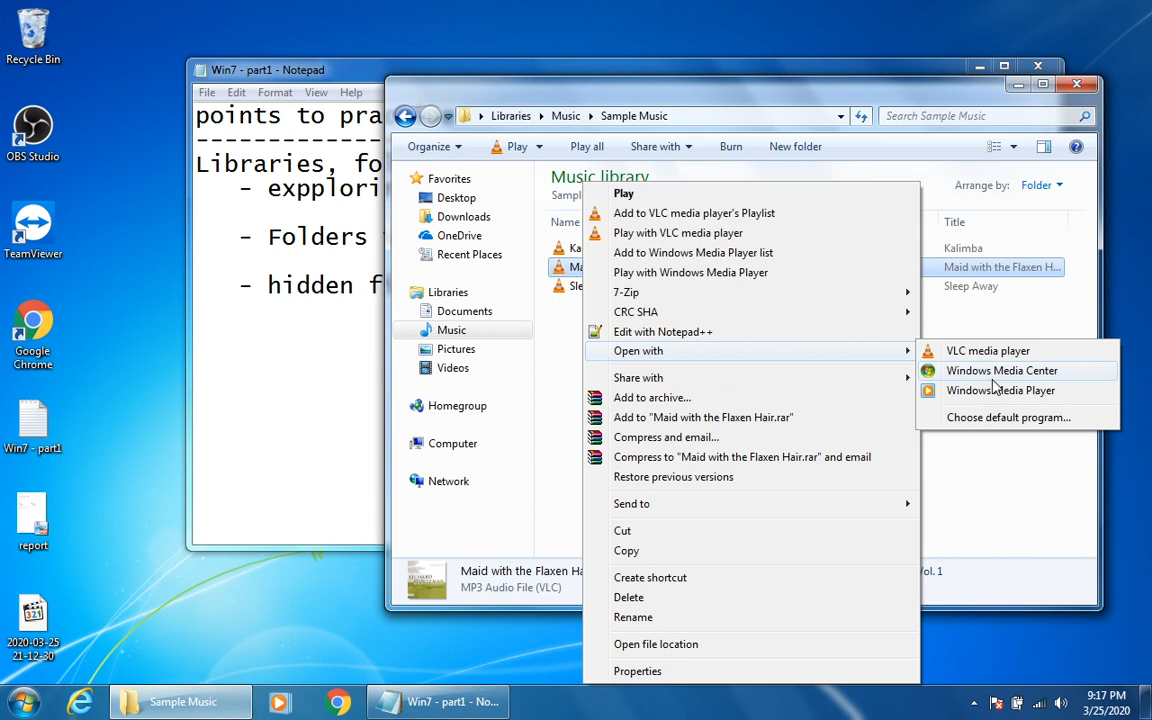 Recycle Bin
OBS Studio
TeamViewer
Google
Chrome
Win7 - part1
report
2020-03-25
21-12-30
Win7 - part1 - Notepad
File Edit Format View Help
points to pra
-------------
Libraries, fo
- expplori
- Folders
- hidden f
Libraries Music Sample Music
Search Sample Music
Organize Play Play all Share with Burn New folder
Favorites
Desktop
Downloads
OneDrive
Recent Places
Libraries
Documents
Music
Pictures
Videos
Homegroup
Computer
Network
Music library
Sampl
Arrange by: Folder
Name
Title
Ka
Kalimba
Ma
Maid with the Flaxen H...
Sle
Sleep Away
Play
Add to VLC media player's Playlist
Play with VLC media player
Add to Windows Media Player list
Play with Windows Media Player
7-Zip
CRC SHA
Edit with Notepad++
Open with
Share with
Add to archive...
Add to "Maid with the Flaxen Hair.rar"
Compress and email...
Compress to "Maid with the Flaxen Hair.rar" and email
Restore previous versions
Send to
Cut
Copy
Create shortcut
Delete
Rename
Open file location
Properties
VLC media player
Windows Media Center
Windows Media Player
Choose default program...
Maid with the Flaxen Ha
ol. 1
MP3 Audio File (VLC)
321
Sample Music
Win7 - part1 - No...
9:17 PM
3/25/2020